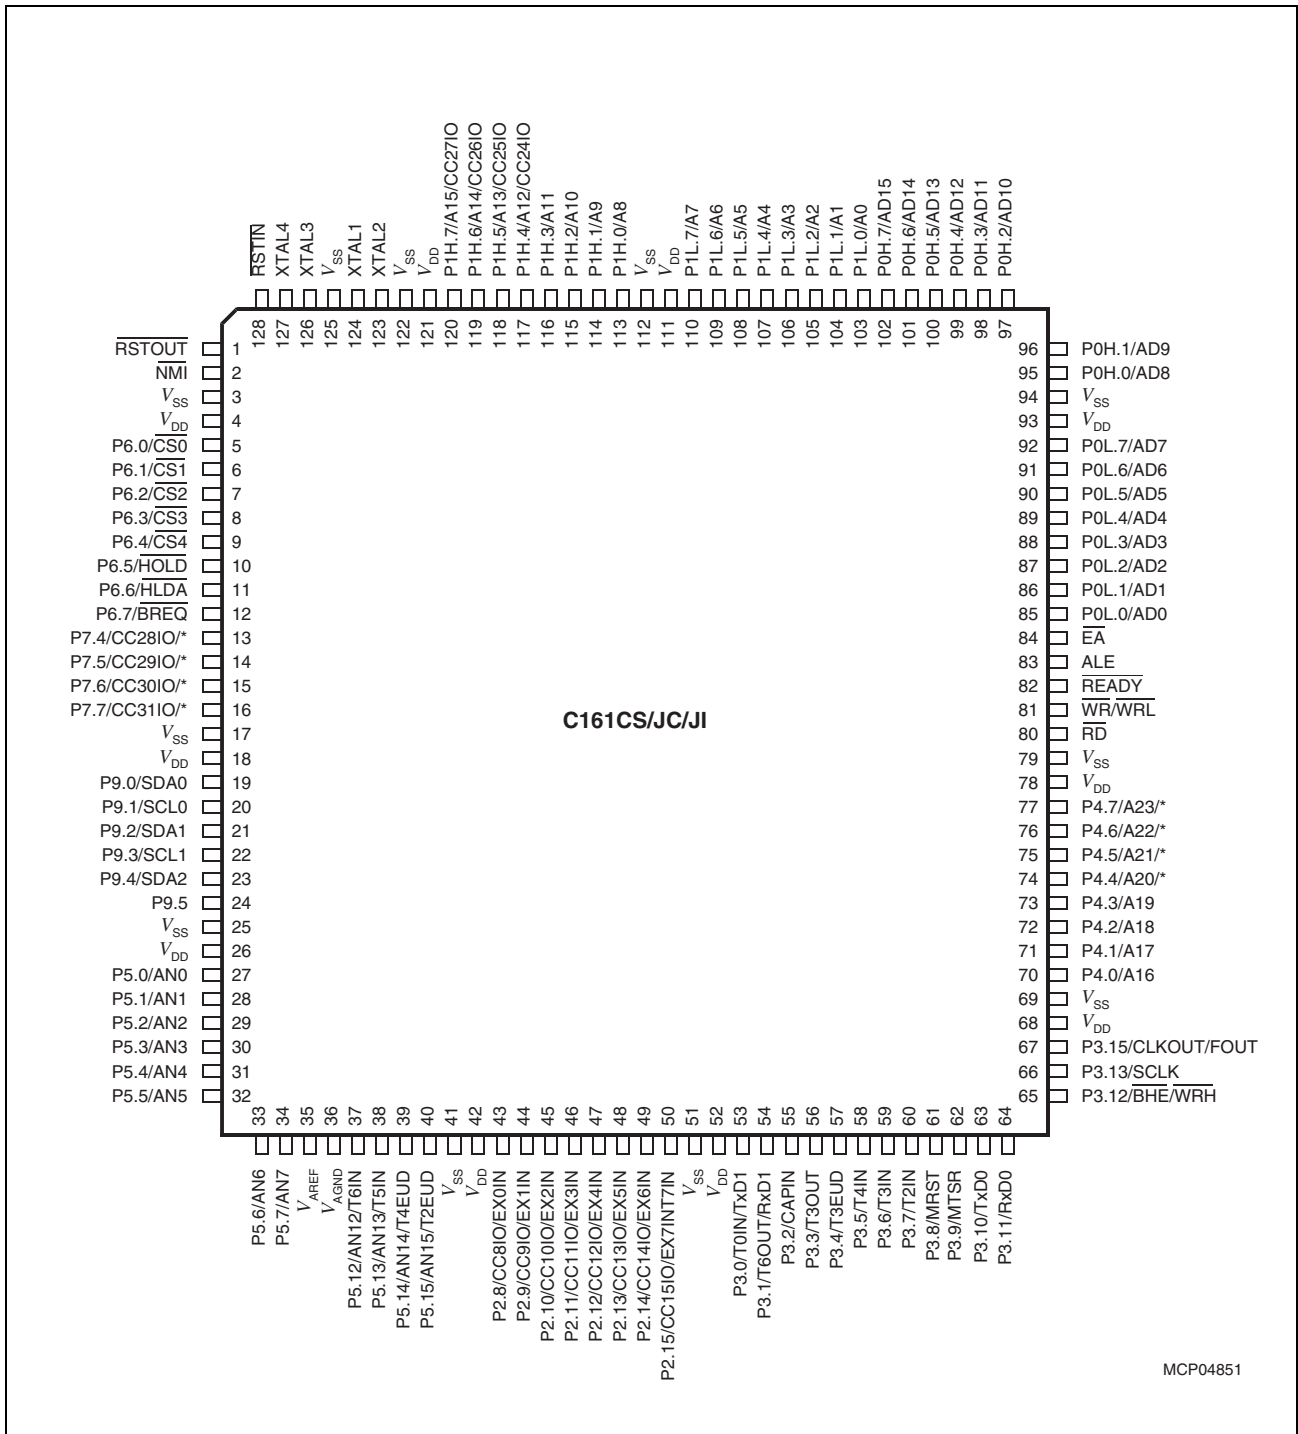 RSTIN
XTAL4
XTAL3
VSS
XTAL1
XTAL2
VSS
VDD
P1H.7/A15/CC27IO
P1H.6/A14/CC26IO
P1H.5/A13/CC25IO
P1H.4/A12/CC24IO
P1H.3/A11
P1H.2/A10
P1H.1/A9
P1H.0/A8
VSS
VDD
P1L.7/A7
P1L.6/A6
P1L.5/A5
P1L.4/A4
P1L.3/A3
P1L.2/A2
P1L.1/A1
P1L.0/A0
P0H.7/AD15
P0H.6/AD14
P0H.5/AD13
P0H.4/AD12
P0H.3/AD11
P0H.2/AD10
128
127
126
125
124
123
122
121
120
119
118
117
116
115
114
113
112
111
110
109
108
107
106
105
104
103
102
101
100
99
98
97
RSTOUT 1
NMI 2
VSS 3
VDD 4
P6.0/CS0 5
P6.1/CS1 6
P6.2/CS2 7
P6.3/CS3 8
P6.4/CS4 9
P6.5/HOLD 10
P6.6/HLDA 11
P6.7/BREQ 12
P7.4/CC28IO/* 13
P7.5/CC29IO/* 14
P7.6/CC30IO/* 15
P7.7/CC31IO/* 16
VSS 17
VDD 18
P9.0/SDA0 19
P9.1/SCL0 20
P9.2/SDA1 21
P9.3/SCL1 22
P9.4/SDA2 23
P9.5 24
VSS 25
VDD 26
P5.0/AN0 27
P5.1/AN1 28
P5.2/AN2 29
P5.3/AN3 30
P5.4/AN4 31
P5.5/AN5 32
C161CS/JC/JI
96 P0H.1/AD9
95 P0H.0/AD8
94 VSS
93 VDD
92 P0L.7/AD7
91 P0L.6/AD6
90 P0L.5/AD5
89 P0L.4/AD4
88 P0L.3/AD3
87 P0L.2/AD2
86 P0L.1/AD1
85 P0L.0/AD0
84 EA
83 ALE
82 READY
81 WR/WRL
80 RD
79 VSS
78 VDD
77 P4.7/A23/*
76 P4.6/A22/*
75 P4.5/A21/*
74 P4.4/A20/*
73 P4.3/A19
72 P4.2/A18
71 P4.1/A17
70 P4.0/A16
69 VSS
68 VDD
67 P3.15/CLKOUT/FOUT
66 P3.13/SCLK
65 P3.12/BHE/WRH
33
34
35
36
37
38
39
40
41
42
43
44
45
46
47
48
49
50
51
52
53
54
55
56
57
58
59
60
61
62
63
64
P5.6/AN6
P5.7/AN7
VAREF
VAGND
P5.12/AN12/T6IN
P5.13/AN13/T5IN
P5.14/AN14/T4EUD
P5.15/AN15/T2EUD
VSS
VDD
P2.8/CC8IO/EX0IN
P2.9/CC9IO/EX1IN
P2.10/CC10IO/EX2IN
P2.11/CC11IO/EX3IN
P2.12/CC12IO/EX4IN
P2.13/CC13IO/EX5IN
P2.14/CC14IO/EX6IN
P2.15/CC15IO/EX7INT7IN
VSS
VDD
P3.0/T0IN/TxD1
P3.1/T6OUT/RxD1
P3.2/CAPIN
P3.3/T3OUT
P3.4/T3EUD
P3.5/T4IN
P3.6/T3IN
P3.7/T2IN
P3.8/MRST
P3.9/MTSR
P3.10/TxD0
P3.11/RxD0
MCP04851